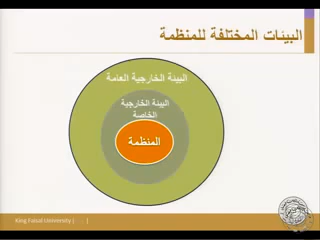 البيئات المختلفة للمنظمة
البيئة الخارجية العامة
البيئة الخارجية
الخاصة
المنظمة
King Faisal University [ ]